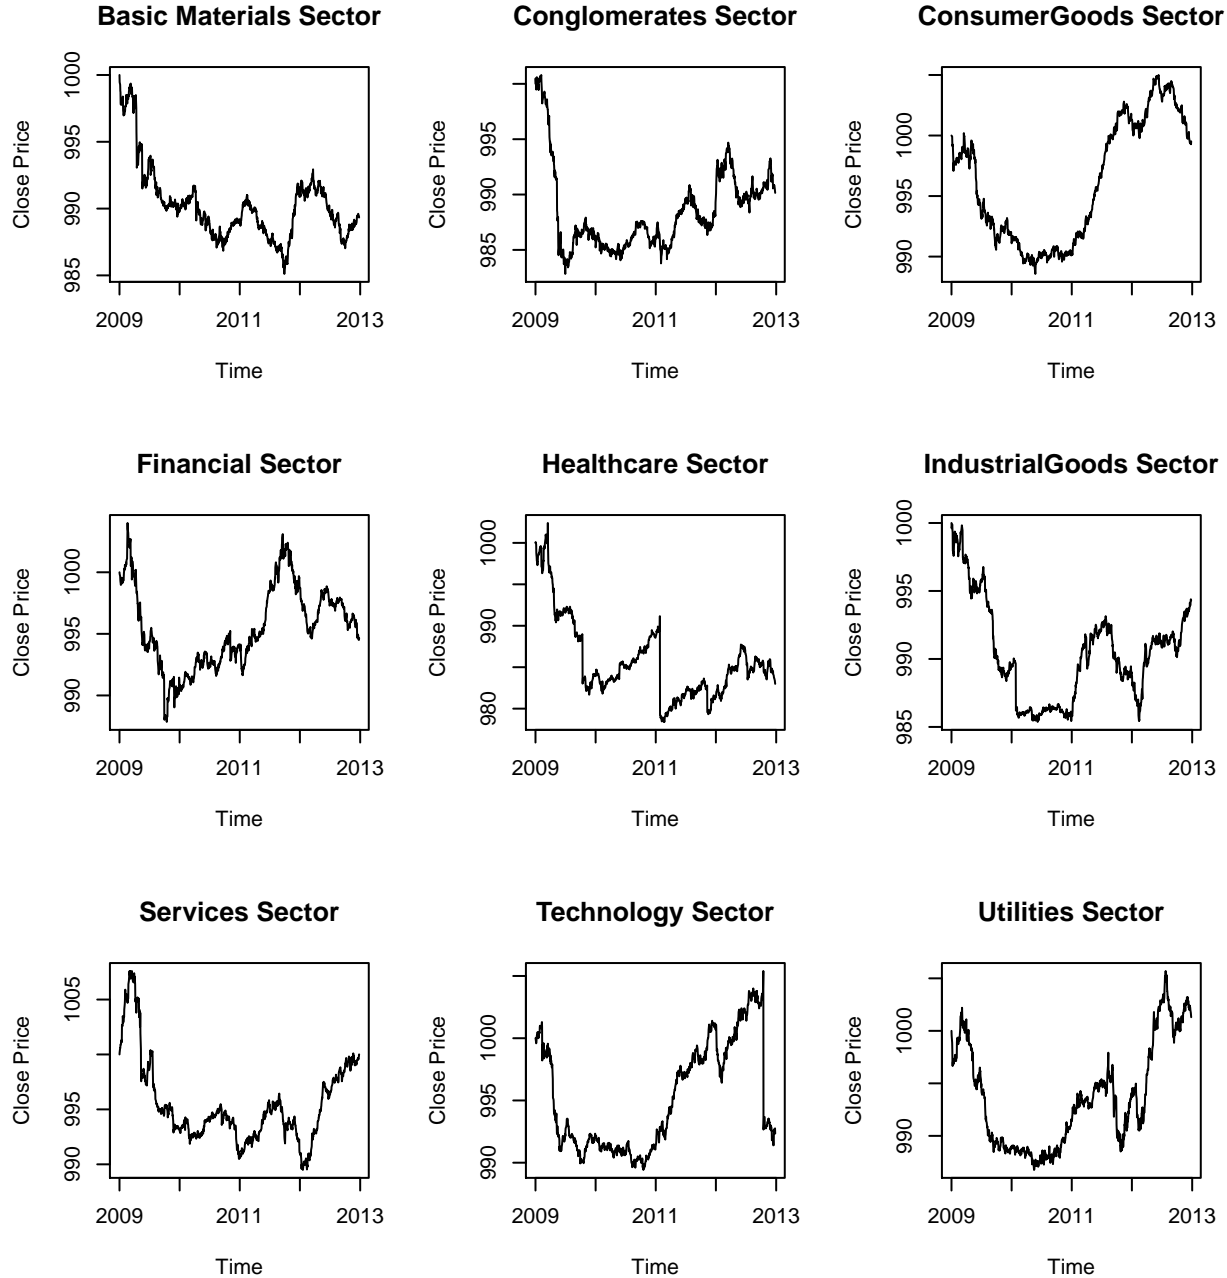 Basic Materials Sector
Conglomerates Sector
ConsumerGoods Sector
Close Price
985 990 995 1000
2009 2011 2013
Time
Close Price
985 990 995
2009 2011 2013
Time
Close Price
990 995 1000
2009 2011 2013
Time
Financial Sector
Healthcare Sector
IndustrialGoods Sector
Close Price
990 995 1000
2009 2011 2013
Time
Close Price
980 990 1000
2009 2011 2013
Time
Close Price
985 990 995 1000
2009 2011 2013
Time
Services Sector
Technology Sector
Utilities Sector
Close Price
990 995 1005
2009 2011 2013
Time
Close Price
990 995 1000
2009 2011 2013
Time
Close Price
990 1000
2009 2011 2013
Time